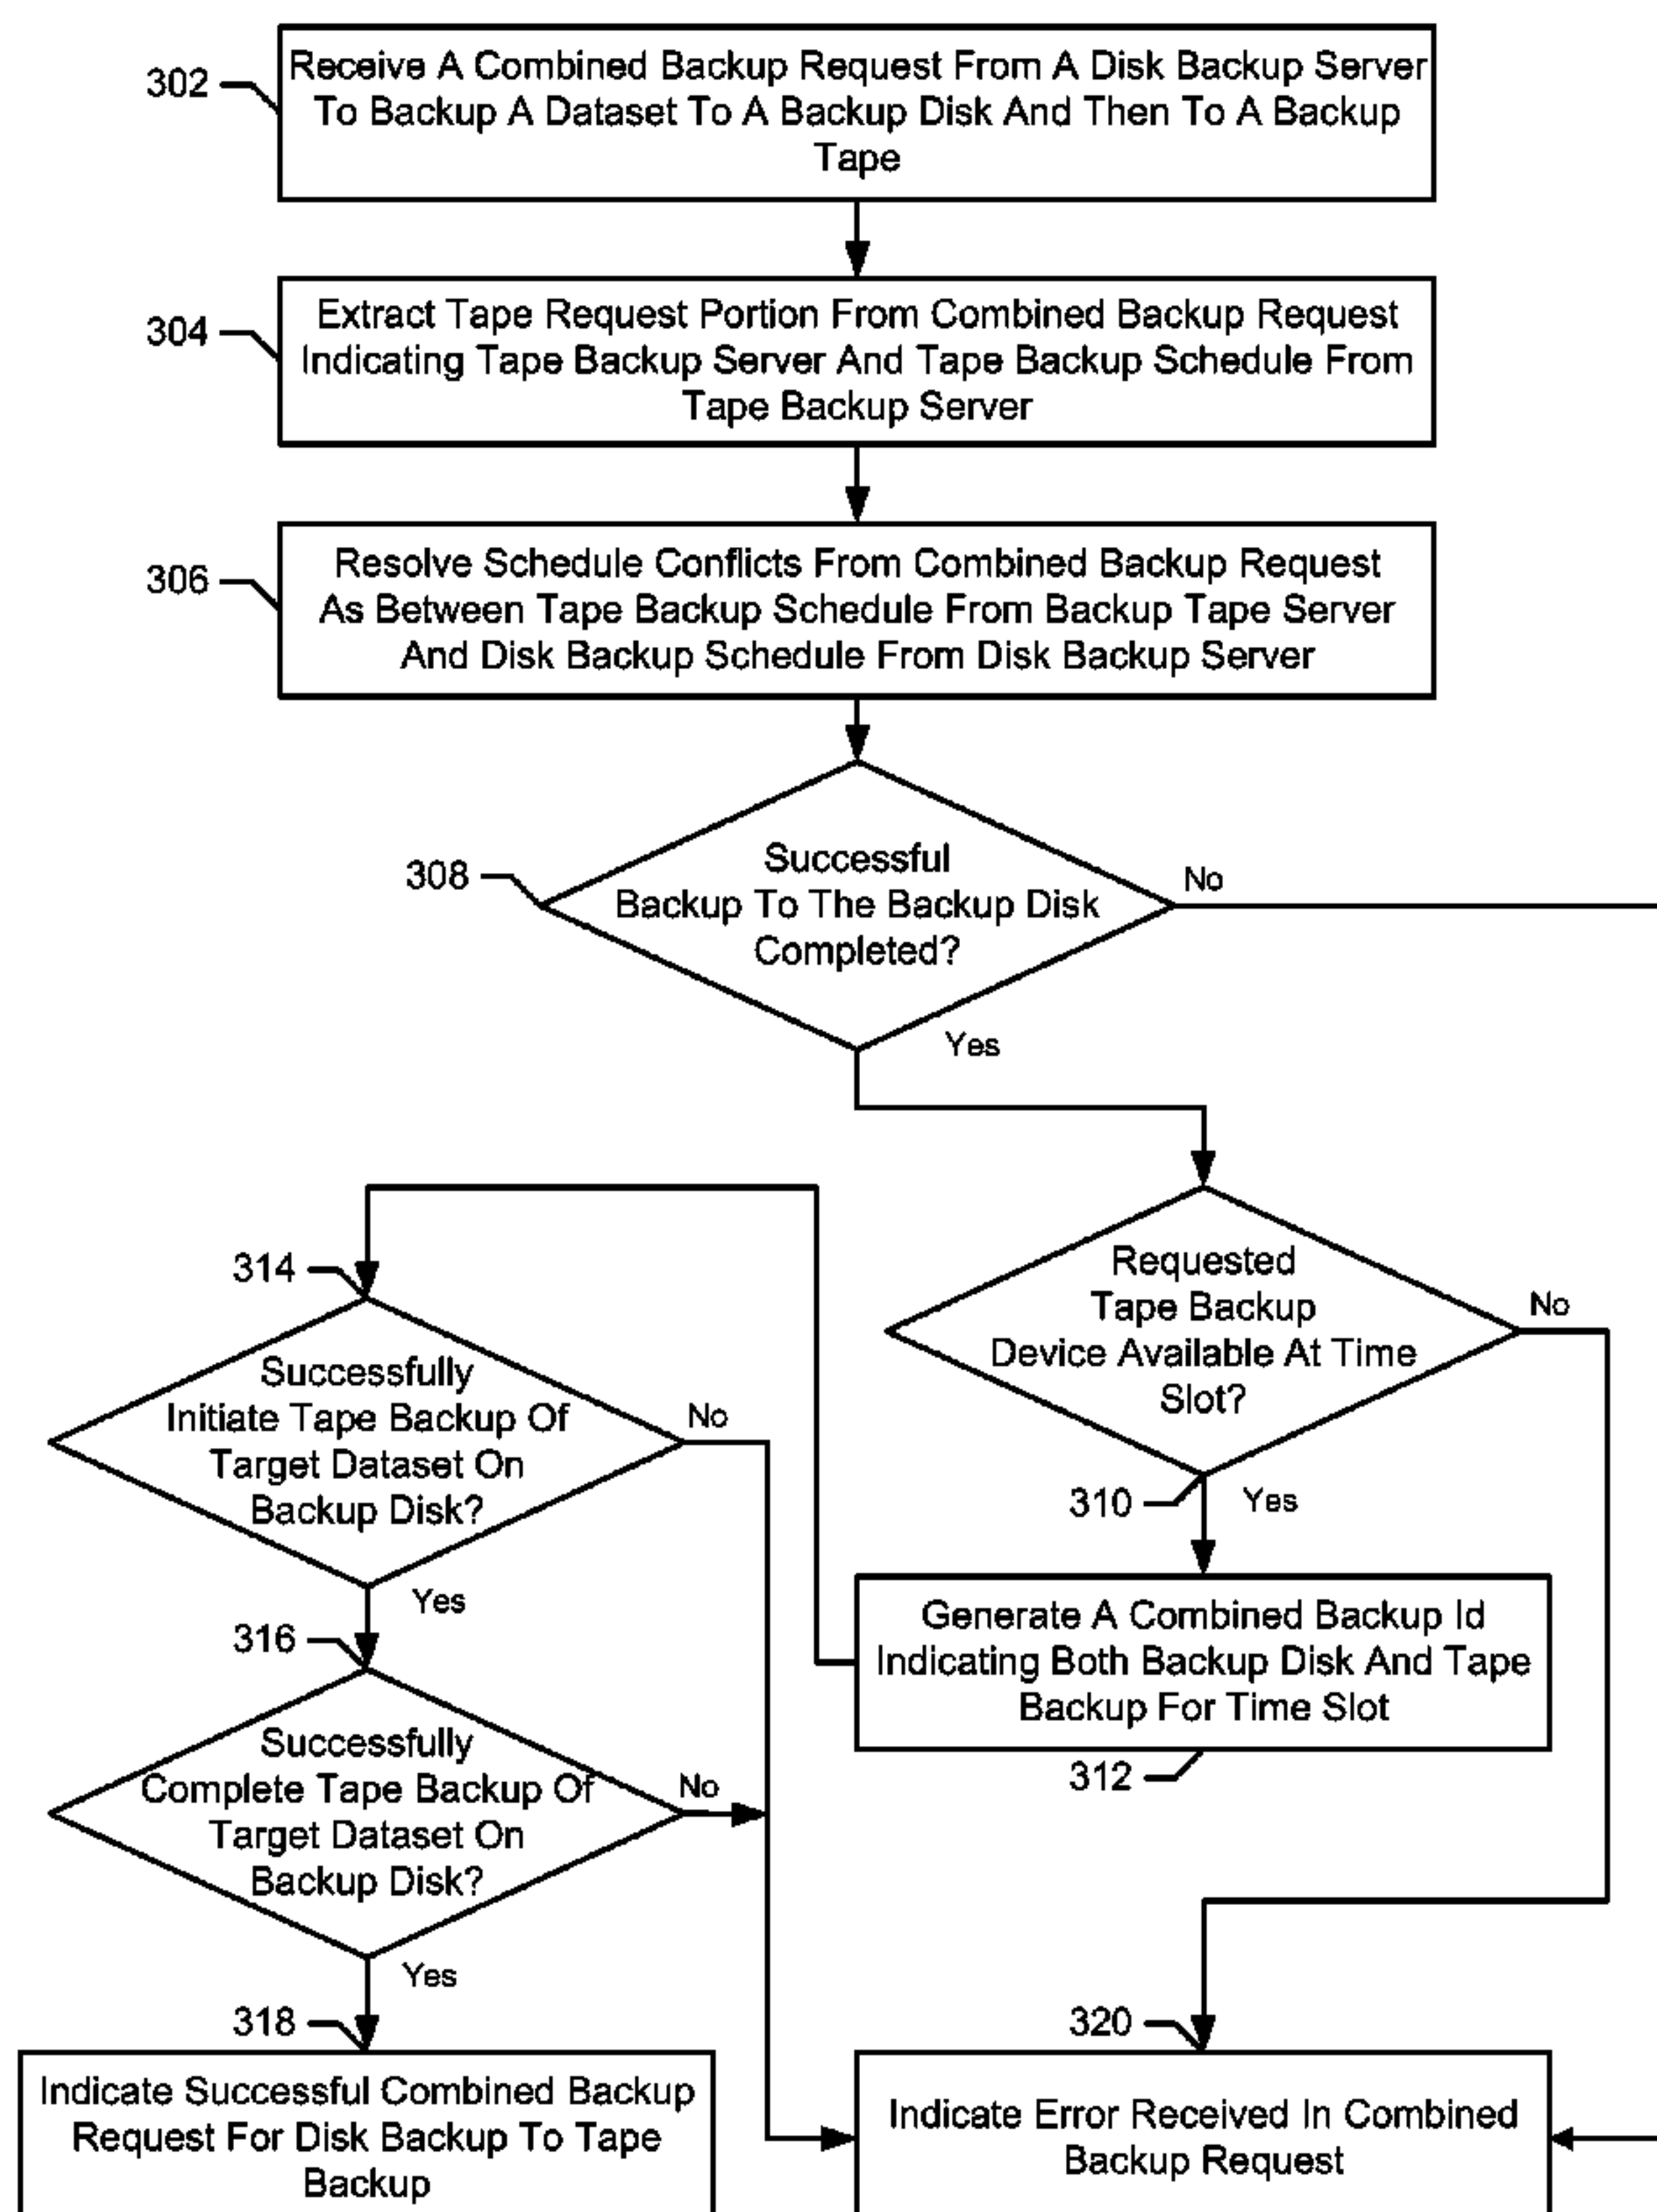 302
Receive A Combined Backup Request From A Disk Backup Server
To Backup A Dataset To A Backup Disk And Then To A Backup
Tape
304
Extract Tape Request Portion From Combined Backup Request
Indicating Tape Backup Server And Tape Backup Schedule From
Tape Backup Server
306
Resolve Schedule Conflicts From Combined Backup Request
As Between Tape Backup Schedule From Backup Tape Server
And Disk Backup Schedule From Disk Backup Server
308
Successful
Backup To The Backup Disk
Completed?
No
Yes
Requested
Tape Backup
Device Available At Time
Slot?
No
310
Yes
Generate A Combined Backup Id
Indicating Both Backup Disk And Tape
Backup For Time Slot
312
314
Successfully
Initiate Tape Backup Of
Target Dataset On
Backup Disk?
No
Yes
316
Successfully
Complete Tape Backup Of
Target Dataset On
Backup Disk?
No
Yes
318
Indicate Successful Combined Backup
Request For Disk Backup To Tape
Backup
320
Indicate Error Received In Combined
Backup Request